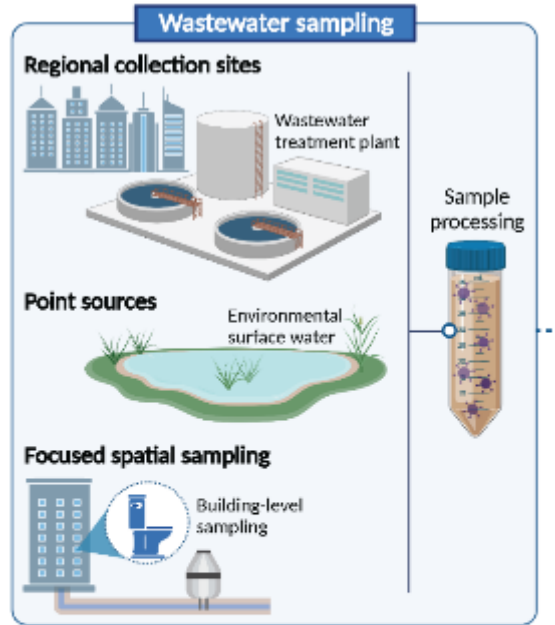 Wastewater sampling
Regional collection sites
Wastewater
treatment plant
Sample
processing
Point sources
Environmental
surface water
Focused spatial sampling
Building-level
sampling